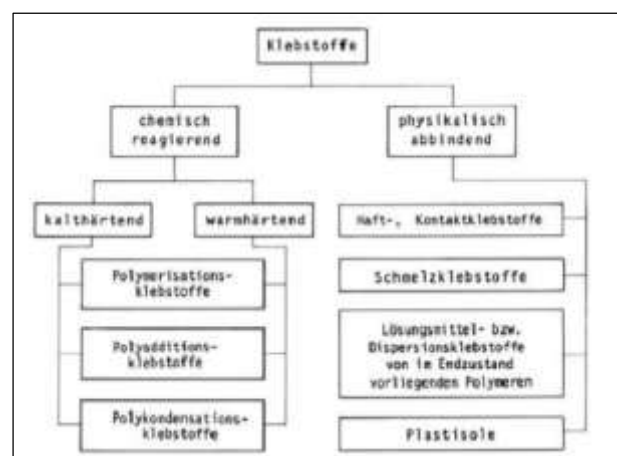 Klebstoffe
chemisch
reagierend
physikalisch
abbindend
kalthärtend
warmhärtend
Haft-, Kontaktklebstoffe
Polymerisations-
klebstoffe
Schmelzklebstoffe
Polyadditions-
klebstoffe
Lösungsmittel- bzw.
Dispersionsklebstoffe
von im Endzustand
vorliegenden Polymeren
Polykondensations-
klebstoffe
Plastisole